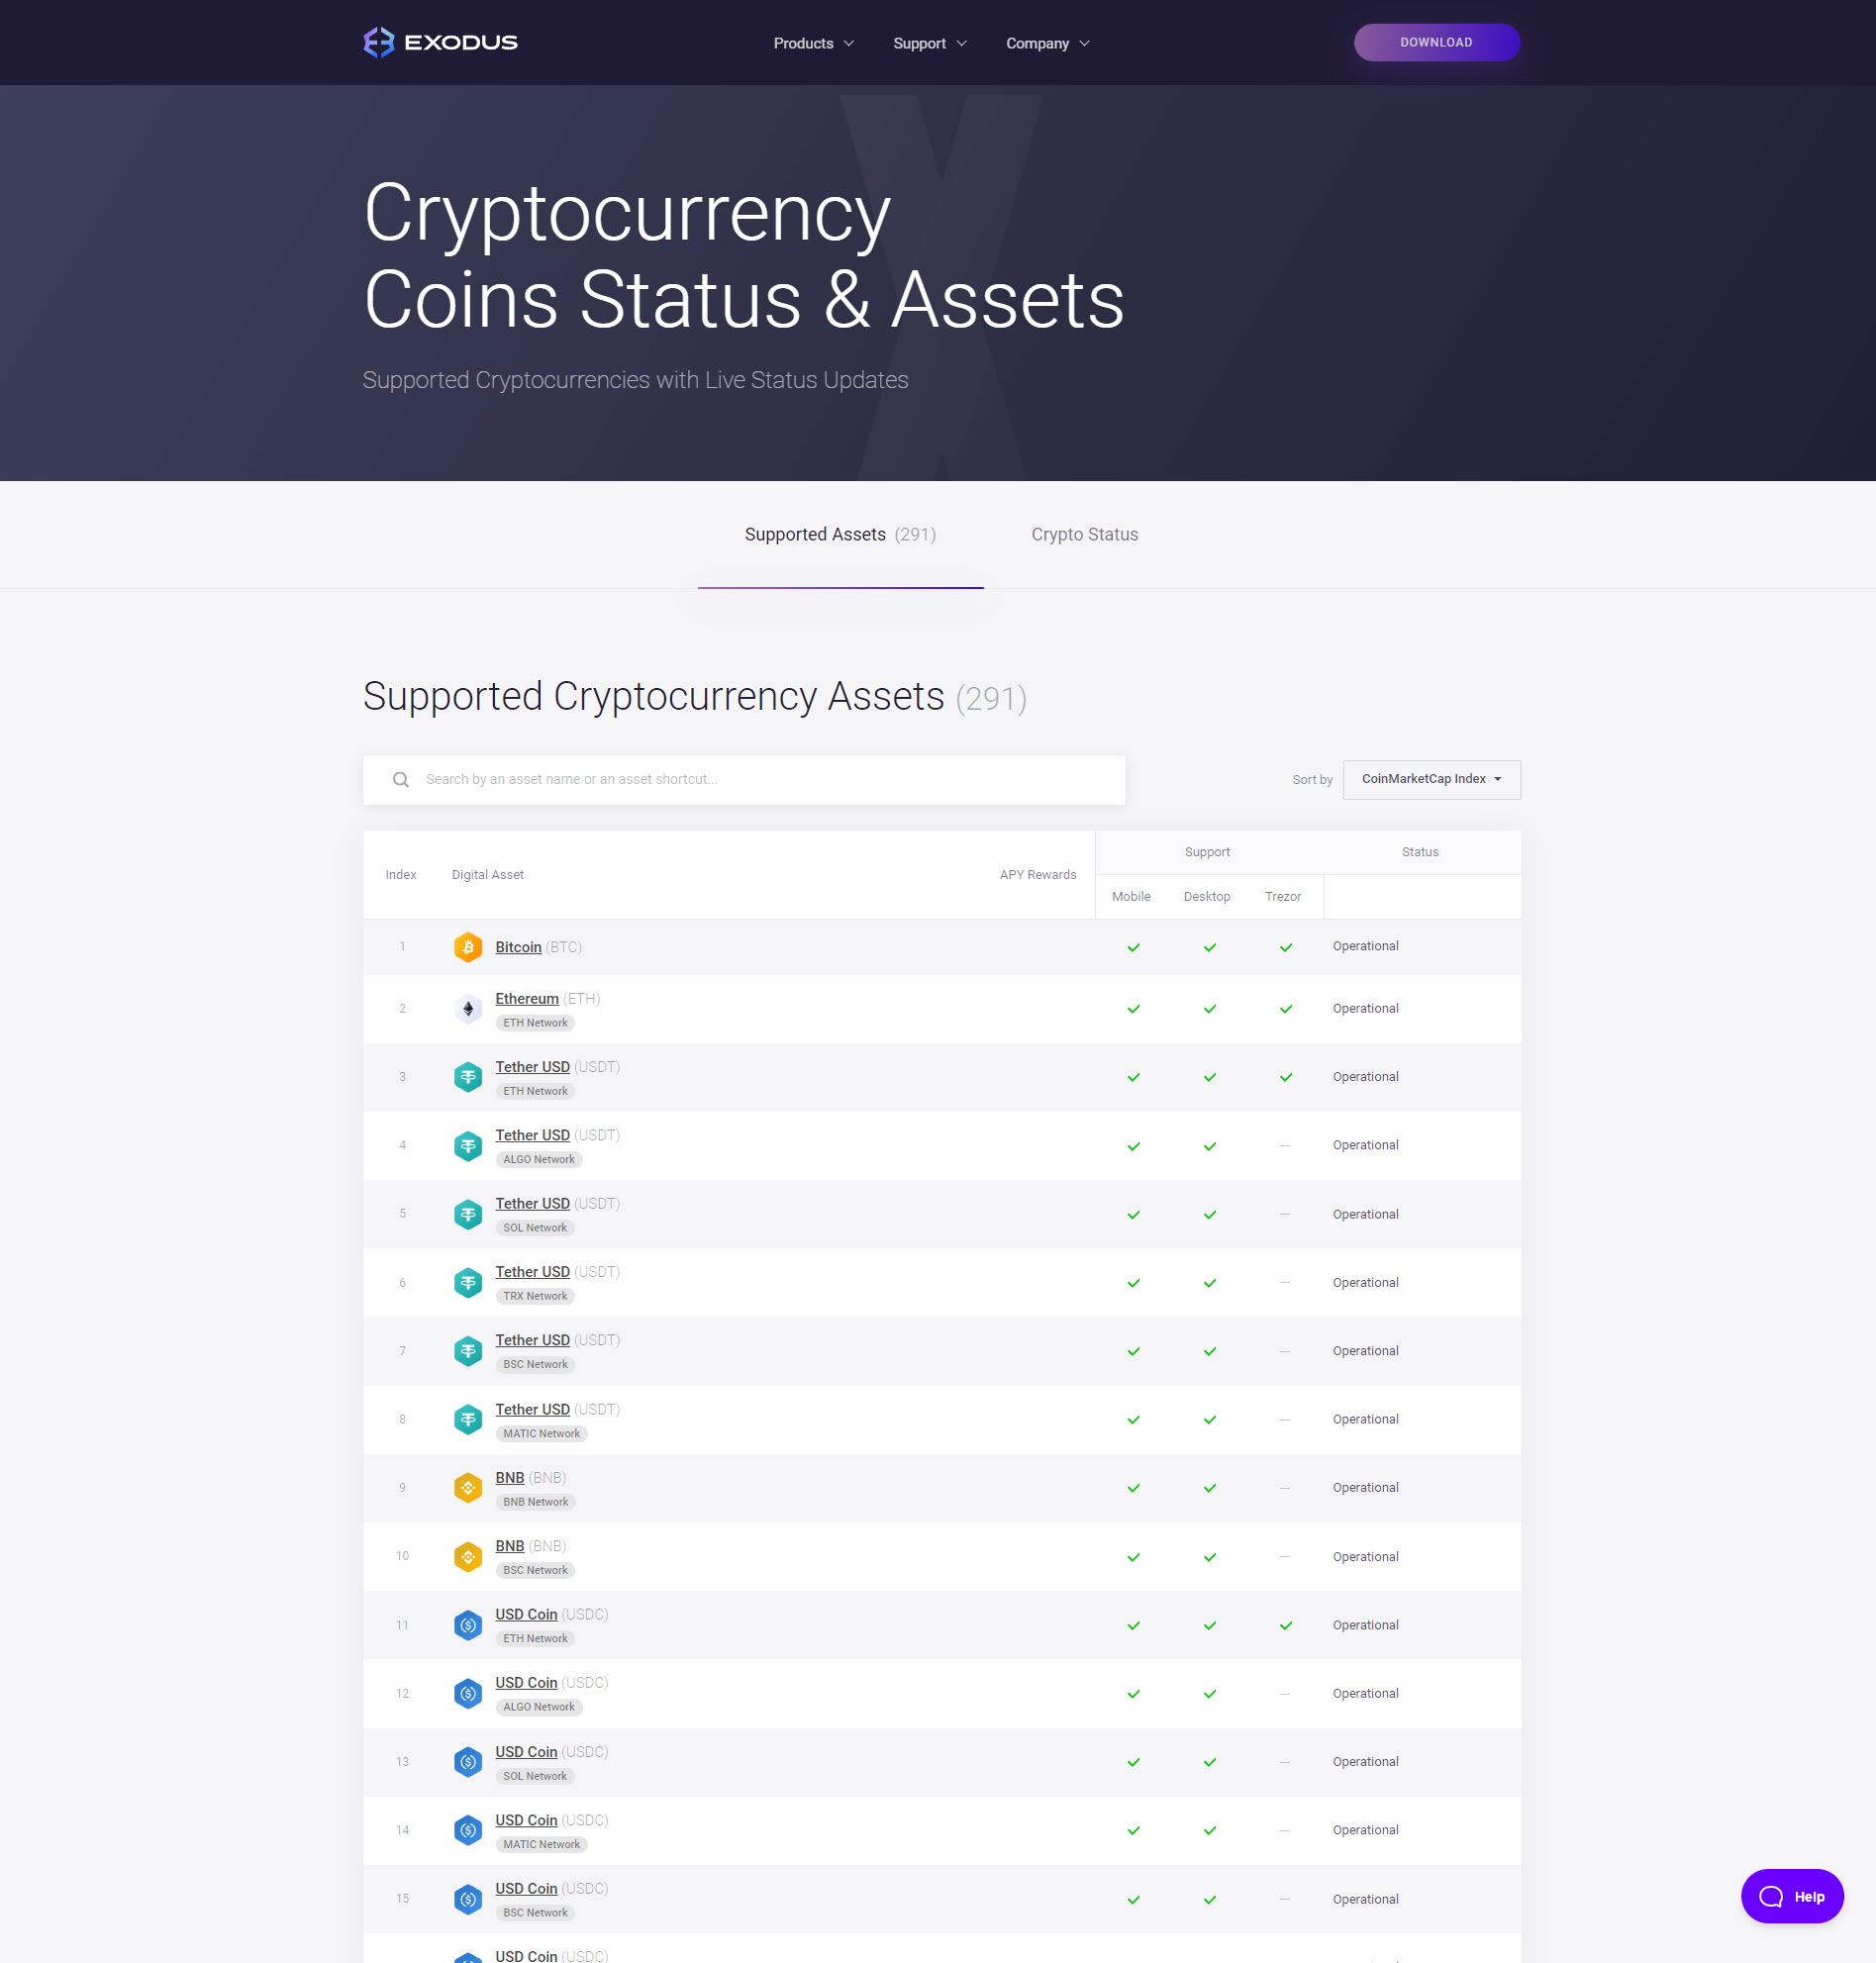 EXODUS
Products Support Company
DOWNLOAD
Cryptocurrency
Coins Status & Assets
Supported Cryptocurrencies with Live Status Updates
Supported Assets (291) Crypto Status
Supported Cryptocurrency Assets (291)
Search by an asset name or an asset shortcut...
Sort by CoinMarketCap Index
Index Digital Asset APY Rewards Support Status
Mobile Desktop Trezor
1 Bitcoin (BTC) Operational
2 Ethereum (ETH) Operational
ETH Network
3 Tether USD (USDT) Operational
ETH Network
4 Tether USD (USDT) Operational
ALGO Network
5 Tether USD (USDT) Operational
SOL Network
6 Tether USD (USDT) Operational
TRX Network
7 Tether USD (USDT) Operational
BSC Network
8 Tether USD (USDT) Operational
MATIC Network
9 BNB (BNB) Operational
BNB Network
10 BNB (BNB) Operational
BSC Network
11 USD Coin (USDC) Operational
ETH Network
12 USD Coin (USDC) Operational
ALGO Network
13 USD Coin (USDC) Operational
SOL Network
14 USD Coin (USDC) Operational
MATIC Network
15 USD Coin (USDC) Operational
BSC Network
Help
USD Coin (USDC)